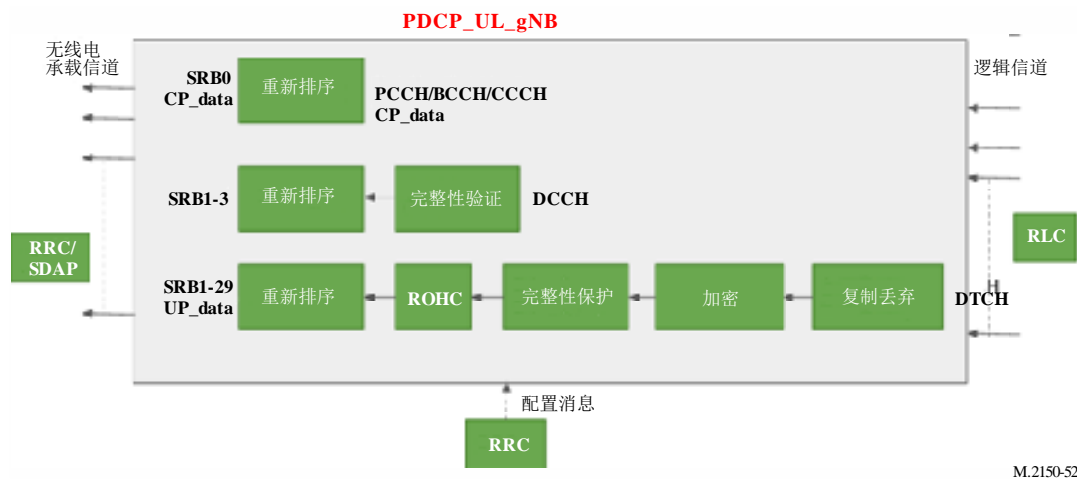 PDCP_UL_gNB
无线电
承载信道
逻辑信道
SRB0
CP_data
重新排序
PCCH/BCCH/CCCH
CP_data
SRB1-3
重新排序
完整性验证
DCCH
RRC/
SDAP
RLC
SRB1-29
UP_data
重新排序
ROHC
完整性保护
加密
复制丢弃
DTCH
H
配置消息
RRC
M.2150-52